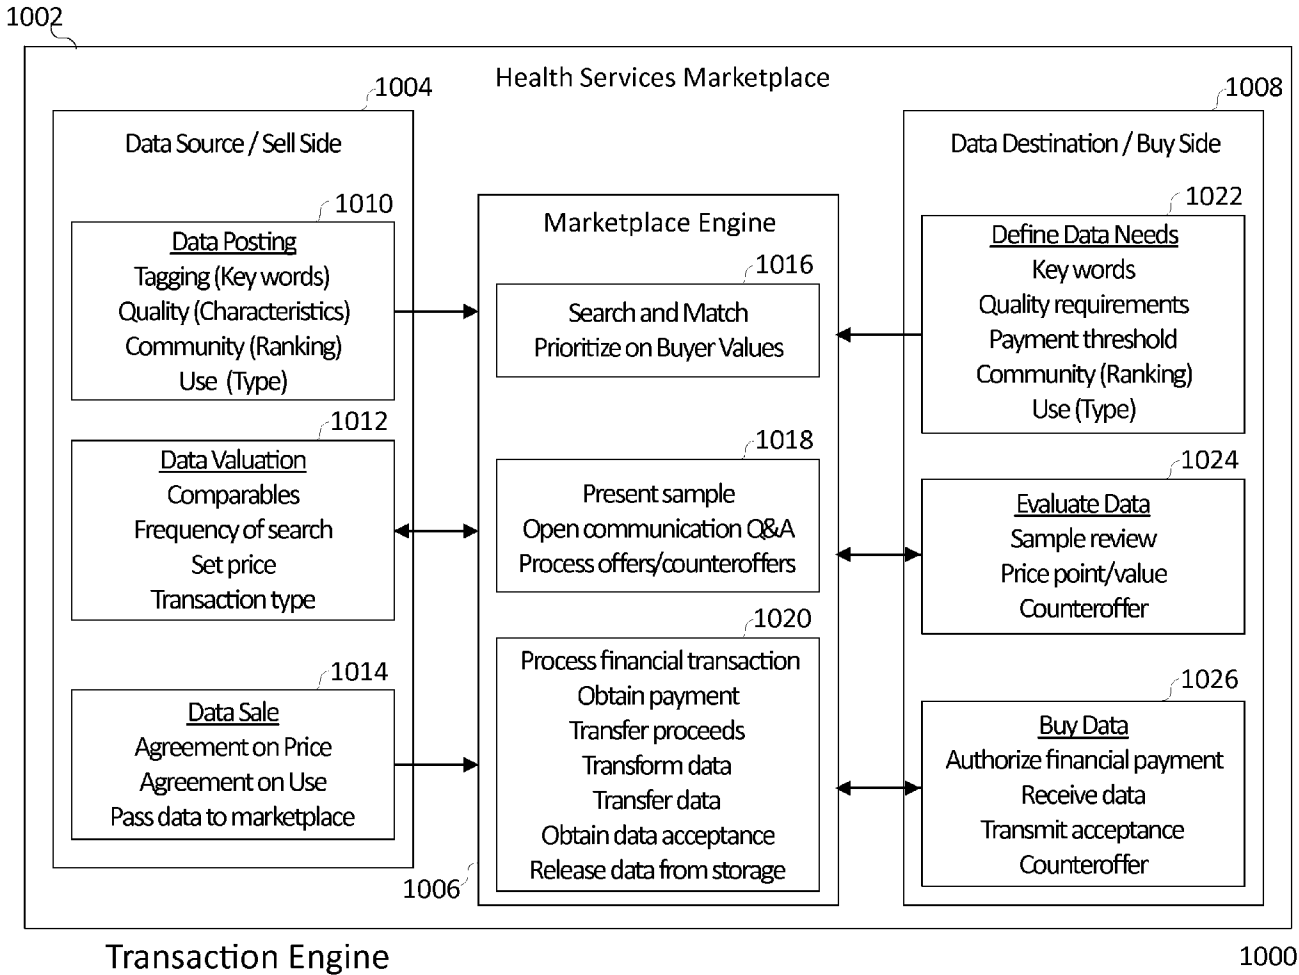 1002
Health Services Marketplace
1004
Data Source / Sell Side
1010
Data Posting
Tagging (Key words)
Quality (Characteristics)
Community (Ranking)
Use (Type)
1012
Data Valuation
Comparables
Frequency of search
Set price
Transaction type
1014
Data Sale
Agreement on Price
Agreement on Use
Pass data to marketplace
Marketplace Engine
1016
Search and Match
Prioritize on Buyer Values
1018
Present sample
Open communication Q&A
Process offers/counteroffers
1020
Process financial transaction
Obtain payment
Transfer proceeds
Transform data
Transfer data
Obtain data acceptance
Release data from storage
1006
1008
Data Destination / Buy Side
1022
Define Data Needs
Key words
Quality requirements
Payment threshold
Community (Ranking)
Use (Type)
1024
Evaluate Data
Sample review
Price point/value
Counteroffer
1026
Buy Data
Authorize financial payment
Receive data
Transmit acceptance
Counteroffer
Transaction Engine
1000